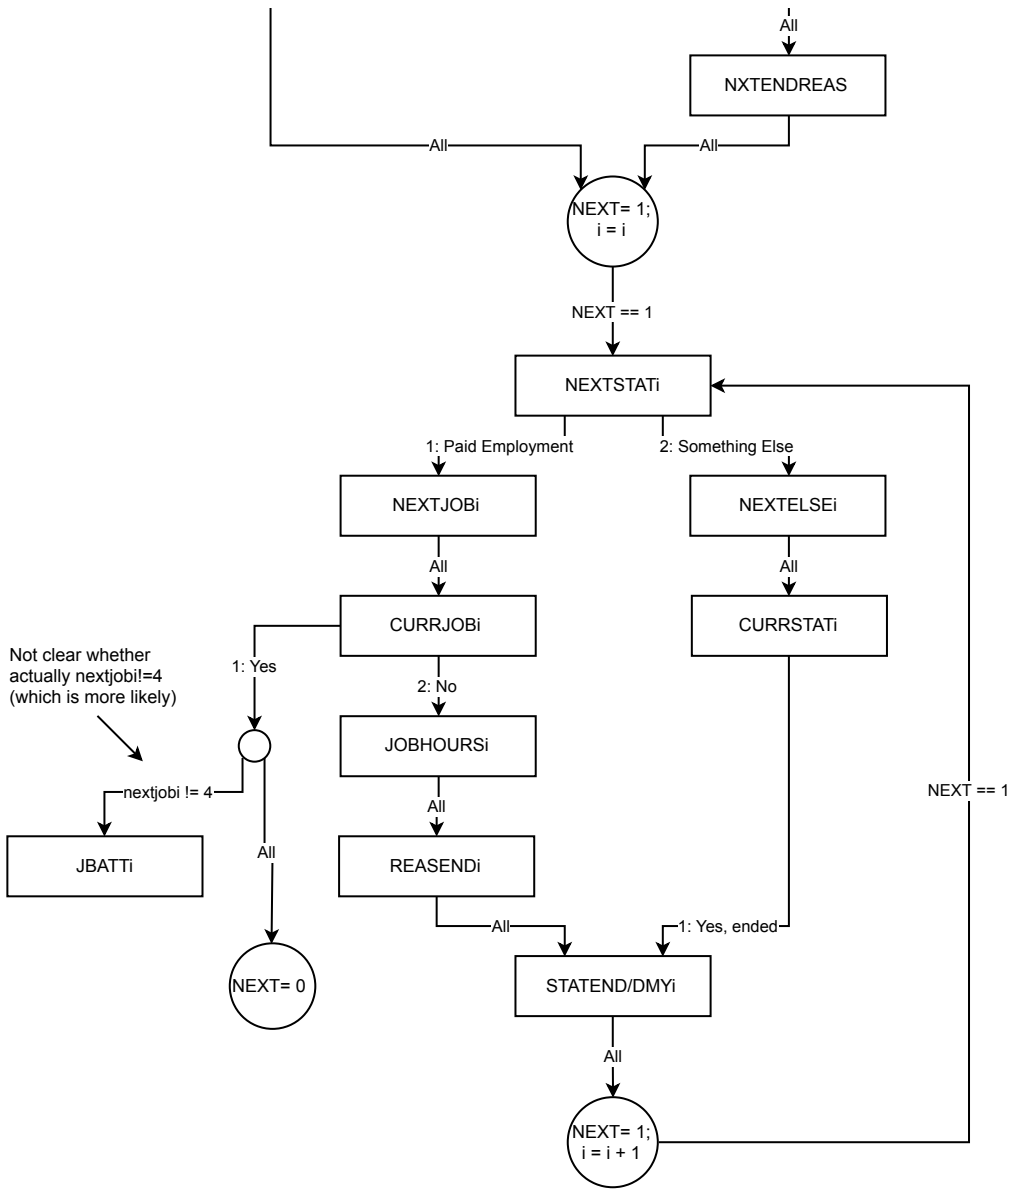 All
NXTENDREAS
All
All
NEXT= 1;
i = i
NEXT == 1
NEXTSTATi
1: Paid Employment
2: Something Else
NEXTJOBi
NEXTELSEi
All
All
CURRJOBi
CURRSTATi
Not clear whether
actually nextjobi!=4
(which is more likely)
1: Yes
2: No
JOBHOURSi
nextjobi != 4
All
NEXT == 1
All
JBATTi
REASENDi
All
1: Yes, ended
NEXT= 0
STATEND/DMYi
All
NEXT= 1;
i = i + 1